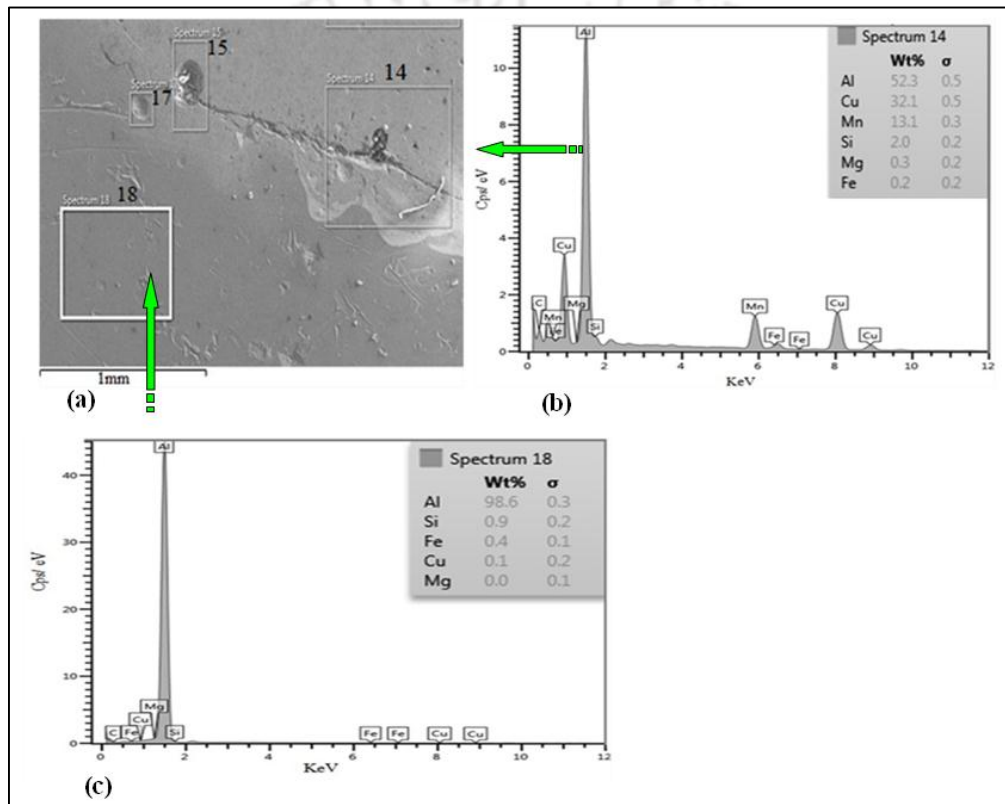 Spectrum 15
15
Spectrum 14
14
17
18
Spectrum 18
1mm
(a)
Al
Spectrum 14
Wt% σ
Al 52.3 0.5
Cu 32.1 0.5
Mn 13.1 0.3
Si 2.0 0.2
Mg 0.3 0.2
Fe 0.2 0.2
10
8
6
4
2
0
Cps/ eV
Cu
C
Mn
Fe
Mg
Si
Mn
Fe
Fe
Cu
Cu
0 2 4 6 8 10 12
KeV
(b)
Al
Spectrum 18
Wt% σ
Al 98.6 0.3
Si 0.9 0.2
Fe 0.4 0.1
Cu 0.1 0.2
Mg 0.0 0.1
40
30
20
10
0
Cps/ eV
C
Fe
Cu
Mg
Si
Fe
Fe
Cu
Cu
0 2 4 6 8 10 12
KeV
(c)